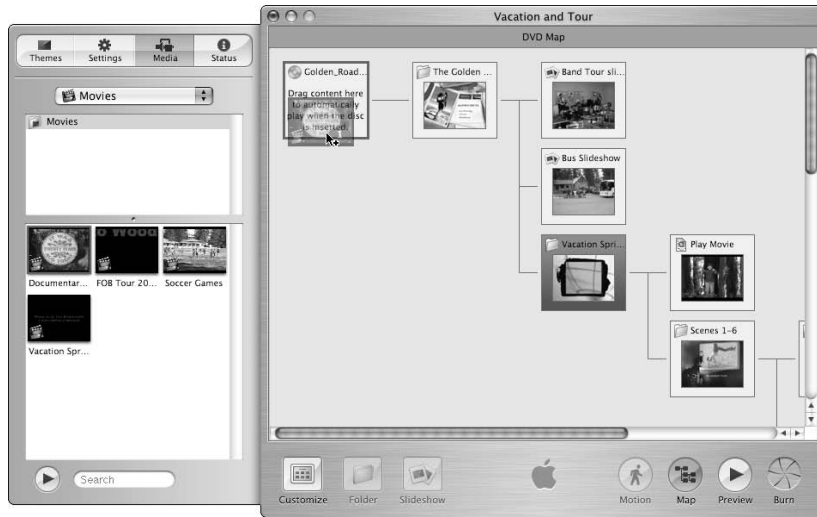 Vacation and Tour
DVD Map
Themes
Settings
Media
Status
Movies
Movies
Documentar...
FOB Tour 20...
Soccer Games
Vacation Spr...
Search
Golden_Road...
Drag content here
to automatically
play when the disc
is inserted.
The Golden ...
Band Tour sli...
Bus Slideshow
Vacation Spri...
Play Movie
Scenes 1-6
Customize
Folder
Slideshow
Motion
Map
Preview
Burn